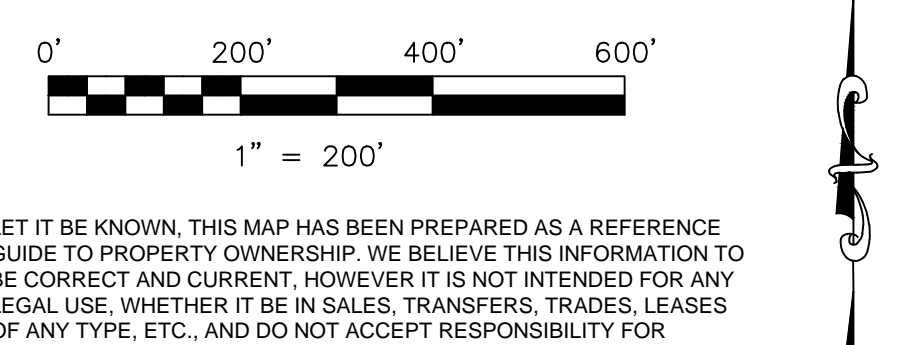 0' 200' 400' 600'
1" = 200'
LET IT BE KNOWN, THIS MAP HAS BEEN PREPARED AS A REFERENCE
GUIDE TO PROPERTY OWNERSHIP. WE BELIEVE THIS INFORMATION TO
BE CORRECT AND CURRENT, HOWEVER IT IS NOT INTENDED FOR ANY
LEGAL USE, WHETHER IT BE IN SALES, TRANSFERS, TRADES, LEASES
OF ANY TYPE, ETC., AND DO NOT ACCEPT RESPONSIBILITY FOR